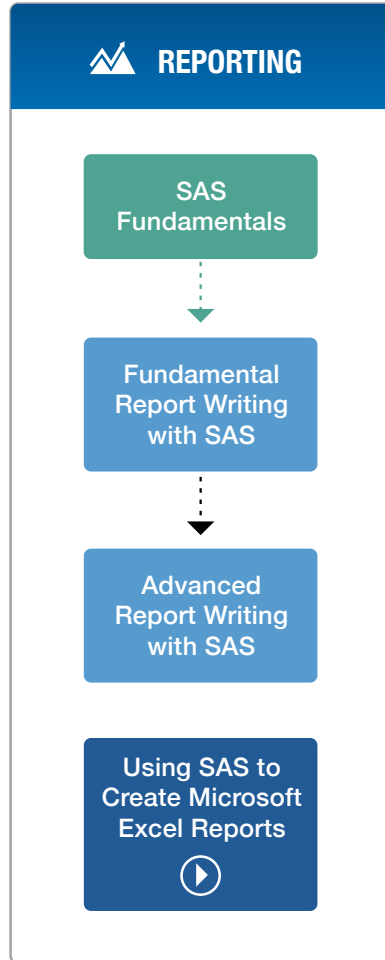 REPORTING
SAS
Fundamentals
Fundamental
Report Writing
with SAS
Advanced
Report Writing
with SAS
Using SAS to
Create Microsoft
Excel Reports